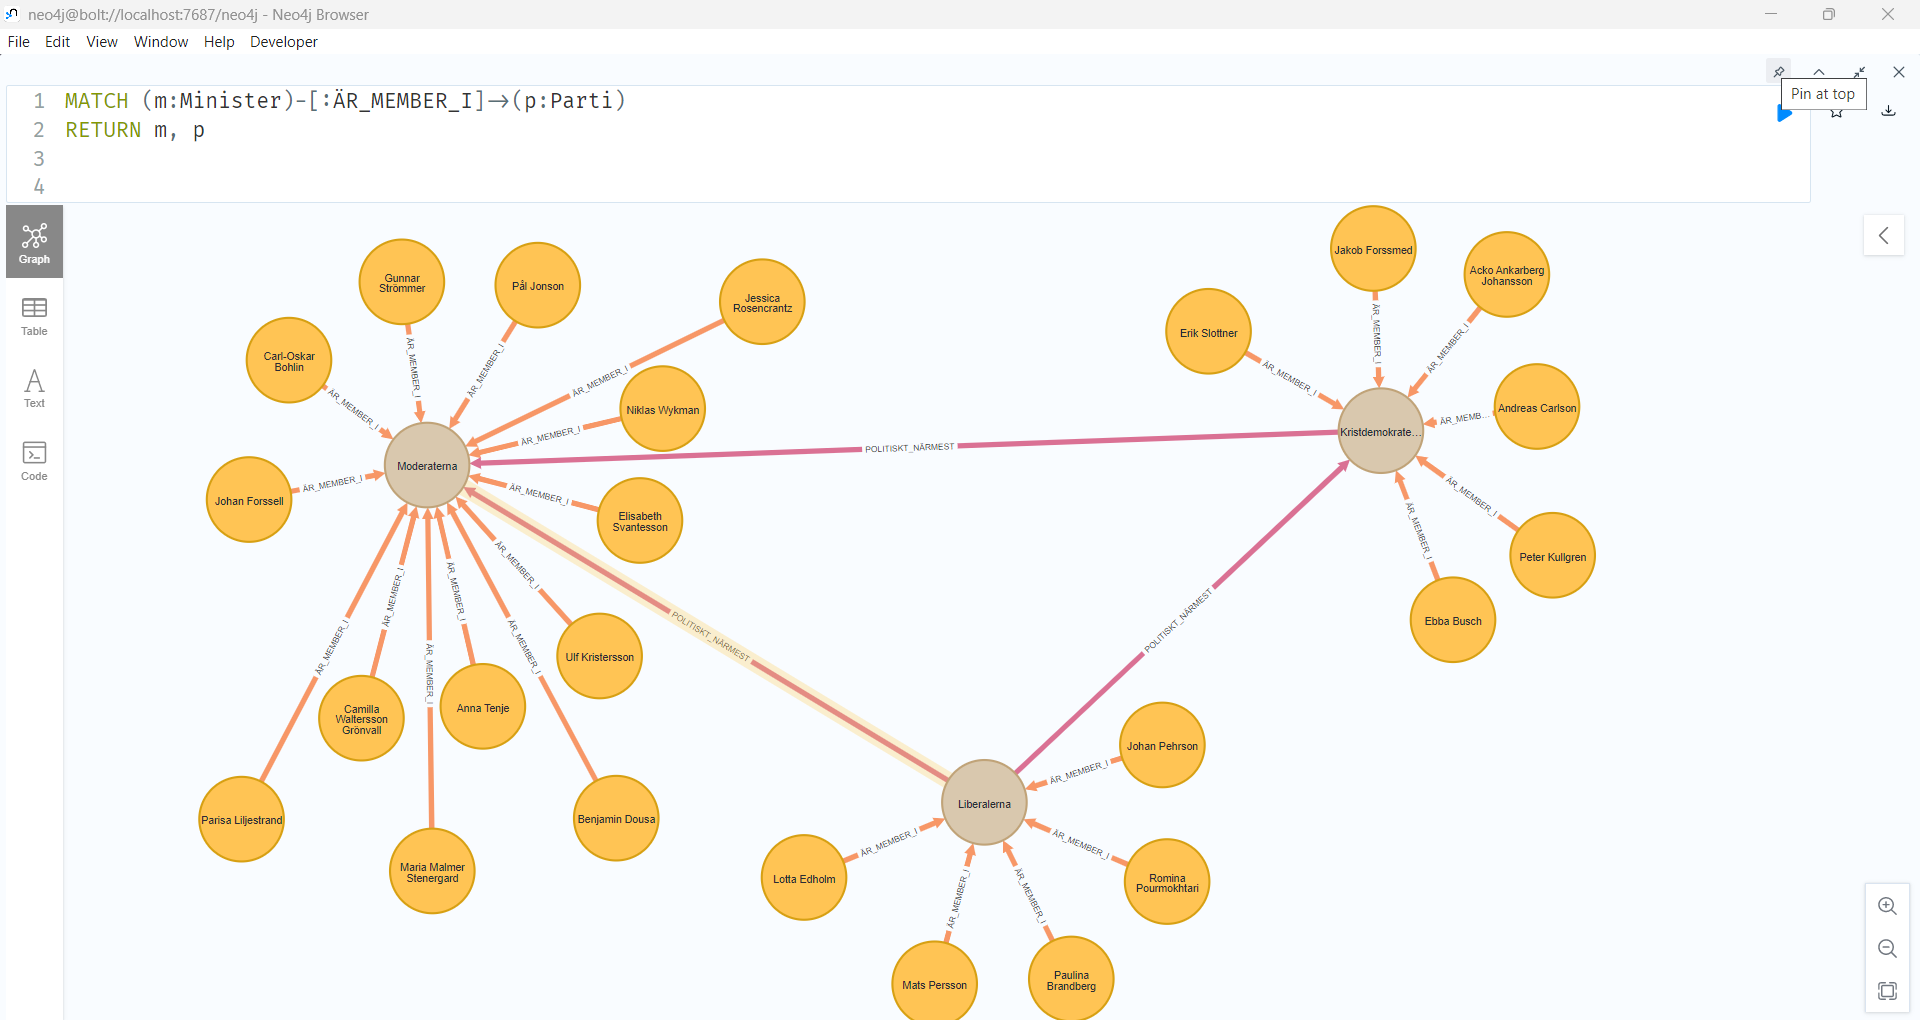 neo4j@bolt://localhost:7687/neo4j - Neo4j Browser
File Edit View Window Help Developer
Pin at top
1 MATCH (m:Minister)-[:ÄR_MEMBER_I]->(p:Parti)
2 RETURN m, p
3
4
Graph
Table
Text
Code
Gunnar
Strömmer
Pål Jonson
Jessica
Rosencrantz
Carl-Oskar
Bohlin
Niklas Wykman
Moderaterna
Johan Forssell
Elisabeth
Svantesson
Ulf Kristersson
Camilla
Waltersson
Grönvall
Anna Tenje
Parisa Liljestrand
Maria Malmer
Stenergard
Benjamin Dousa
ÄR_MEMBER_I
ÄR_MEMBER_I
ÄR_MEMBER_I
ÄR_MEMBER_I
ÄR_MEMBER_I
ÄR_MEMBER_I
ÄR_MEMBER_I
ÄR_MEMBER_I
ÄR_MEMBER_I
ÄR_MEMBER_I
ÄR_MEMBER_I
ÄR_MEMBER_I
ÄR_MEMBER_I
POLITISKT_NÄRMEST
POLITISKT_NÄRMEST
POLITISKT_NÄRMEST
Jakob Forssmed
Acko Ankarberg
Johansson
Erik Slottner
Andreas Carlson
Kristdemokrate...
Peter Kullgren
Ebba Busch
ÄR_MEMBER_I
ÄR_MEMBER_I
ÄR_MEMBER_I
ÄR_MEMB...
ÄR_MEMBER_I
ÄR_MEMBER_I
Johan Pehrson
Liberalerna
Lotta Edholm
Romina
Pourmokhtari
Mats Persson
Paulina
Brandberg
ÄR_MEMBER_I
ÄR_MEMBER_I
ÄR_MEMBER_I
ÄR_MEMBER_I
ÄR_MEMBER_I